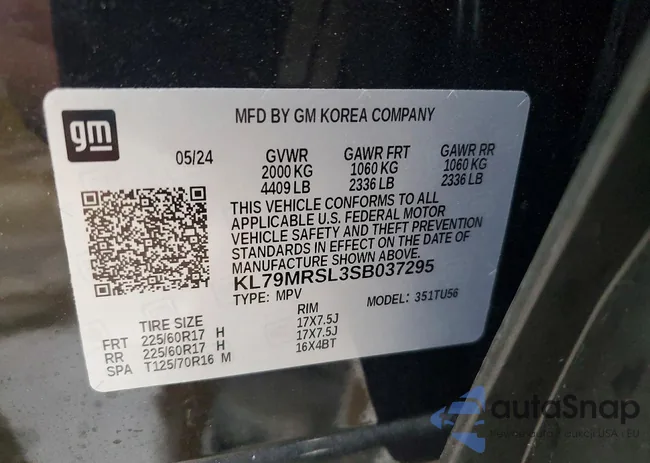 gm
MFD BY GM KOREA COMPANY
05/24 GVWR GAWR FRT GAWR RR
2000 KG 1060 KG 1060 KG
4409 LB 2336 LB 2336 LB
THIS VEHICLE CONFORMS TO ALL
APPLICABLE U.S. FEDERAL MOTOR
VEHICLE SAFETY AND THEFT PREVENTION
STANDARDS IN EFFECT ON THE DATE OF
MANUFACTURE SHOWN ABOVE.
KL79MRSL3SB037295
TYPE: MPV MODEL: 351TU56
TIRE SIZE RIM
FRT 225/60R17 H 17X7.5J
RR 225/60R17 H 17X7.5J
SPA T125/70R16 M 16X4BT
autoSnap